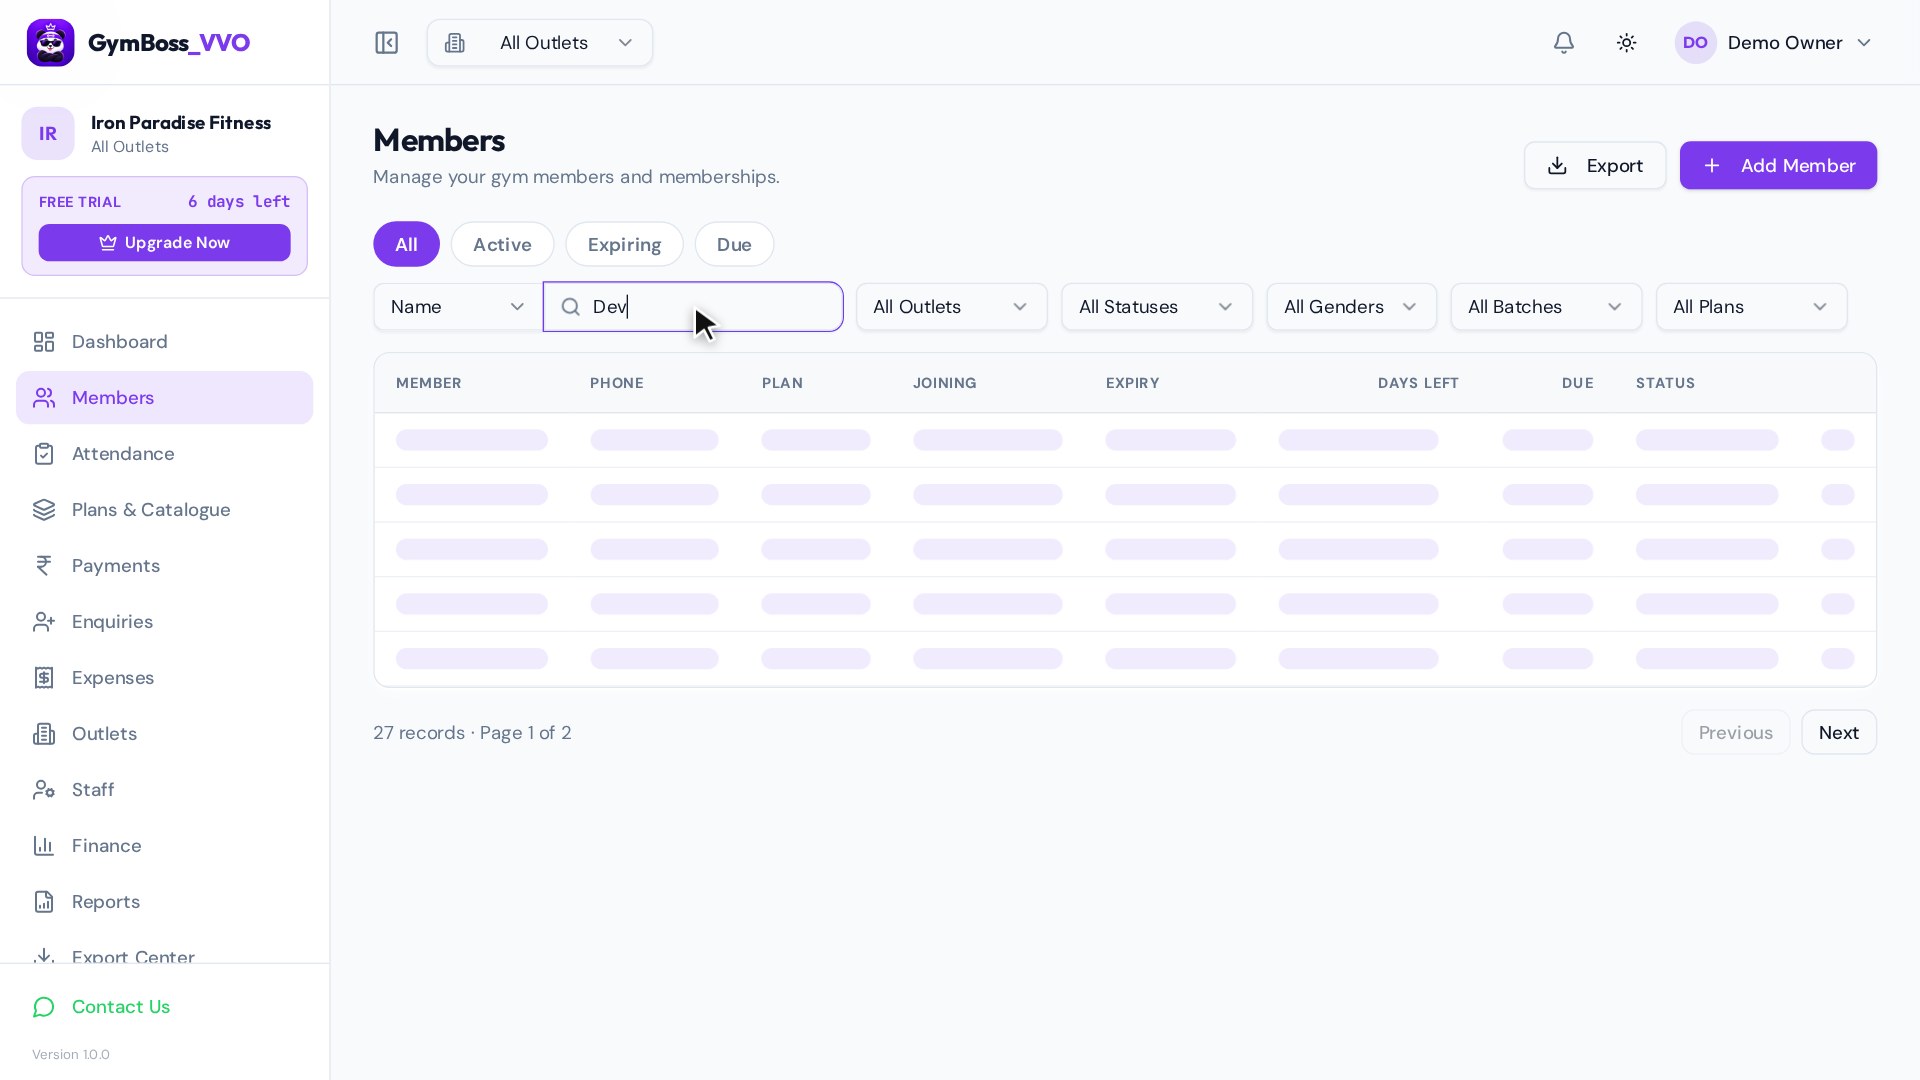 GymBoss_VVO
All Outlets
DO
Demo Owner
IR
Iron Paradise Fitness
All Outlets
FREE TRIAL
6 days left
Upgrade Now
Dashboard
Members
Attendance
Plans & Catalogue
Payments
Enquiries
Expenses
Outlets
Staff
Finance
Reports
Export Center
Contact Us
Version 1.0.0
Members
Manage your gym members and memberships.
Export
Add Member
All
Active
Expiring
Due
Name
Dev
All Outlets
All Statuses
All Genders
All Batches
All Plans
MEMBER PHONE PLAN JOINING EXPIRY DAYS LEFT DUE STATUS
27 records · Page 1 of 2
Previous
Next